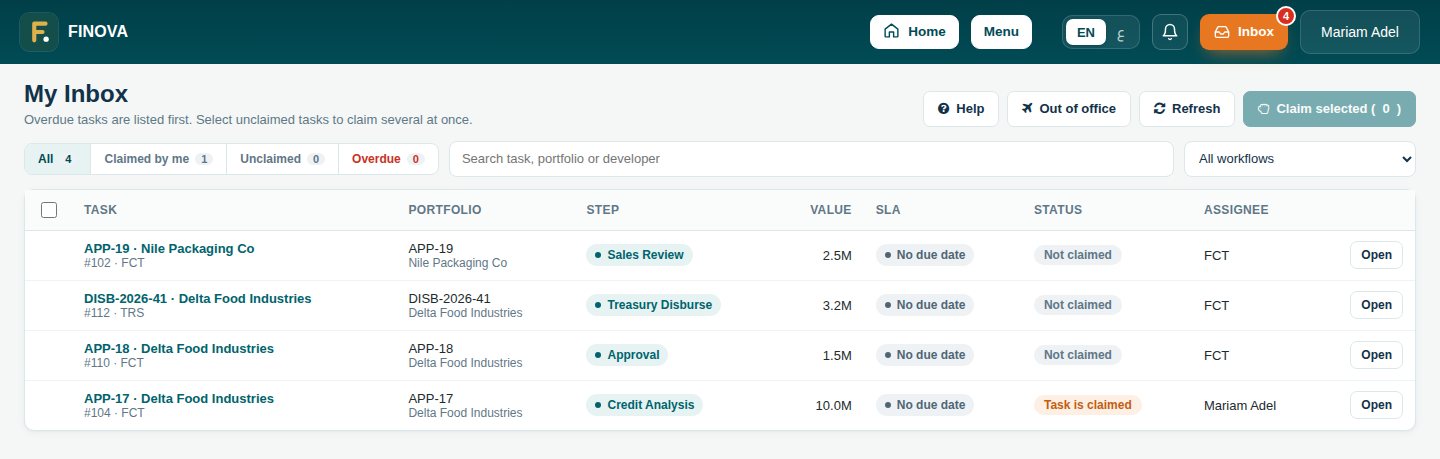 FINOVA
Home Menu EN ع Inbox 4 Mariam Adel
My Inbox
Overdue tasks are listed first. Select unclaimed tasks to claim several at once.
Help Out of office Refresh Claim selected ( 0 )
All 4 Claimed by me 1 Unclaimed 0 Overdue 0 Search task, portfolio or developer All workflows
TASK PORTFOLIO STEP VALUE SLA STATUS ASSIGNEE
APP-19 · Nile Packaging Co APP-19 Sales Review 2.5M No due date Not claimed FCT Open
#102 · FCT Nile Packaging Co
DISB-2026-41 · Delta Food Industries DISB-2026-41 Treasury Disburse 3.2M No due date Not claimed FCT Open
#112 · TRS Delta Food Industries
APP-18 · Delta Food Industries APP-18 Approval 1.5M No due date Not claimed FCT Open
#110 · FCT Delta Food Industries
APP-17 · Delta Food Industries APP-17 Credit Analysis 10.0M No due date Task is claimed Mariam Adel Open
#104 · FCT Delta Food Industries